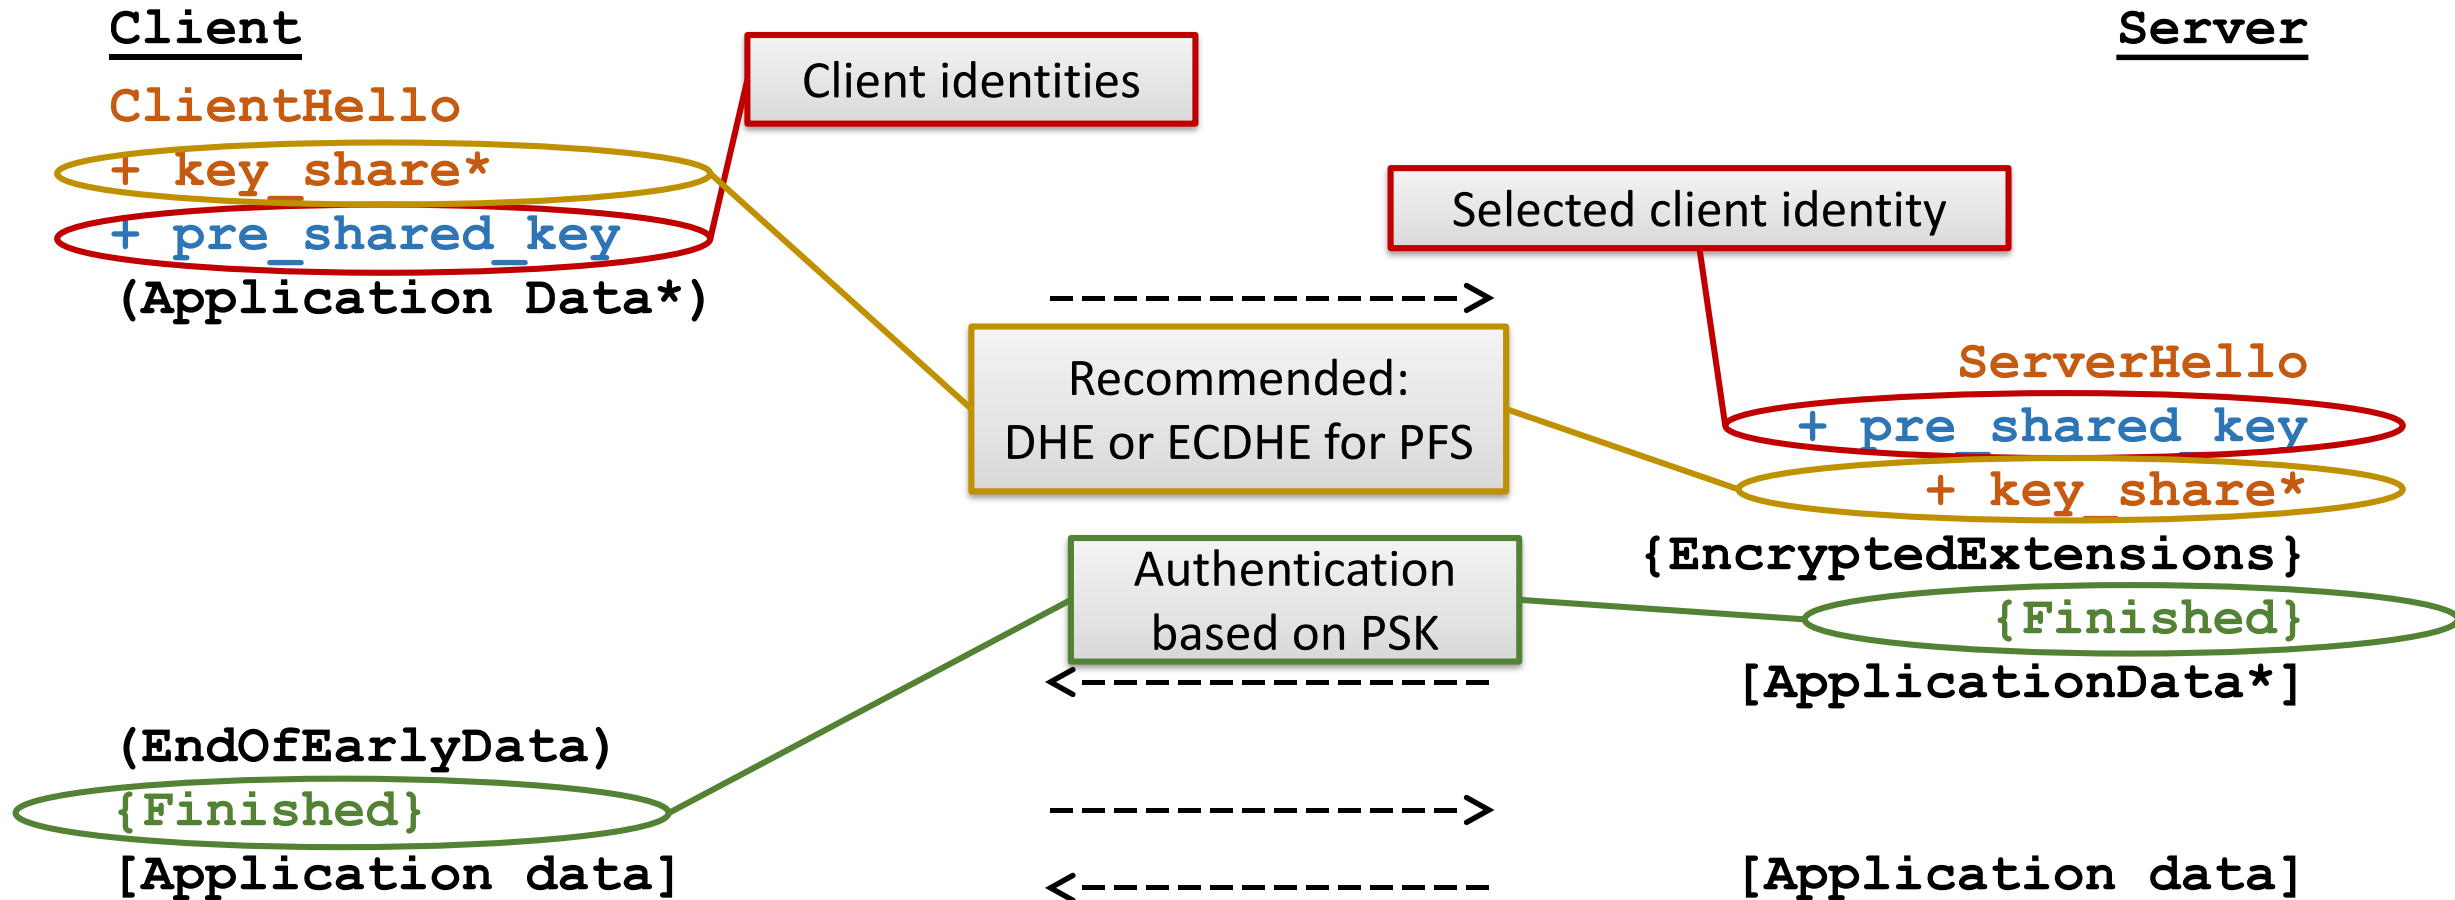 Client
Server
ClientHello
Client identities
+ key_share*
+ pre_shared_key
Selected client identity
(Application Data*)
-------------->
Recommended:
DHE or ECDHE for PFS
ServerHello
+ pre_shared_key
+ key_share*
{EncryptedExtensions}
Authentication
based on PSK
{Finished}
<-------------
[ApplicationData*]
(EndOfEarlyData)
{Finished}
-------------->
[Application data]
<-------------
[Application data]